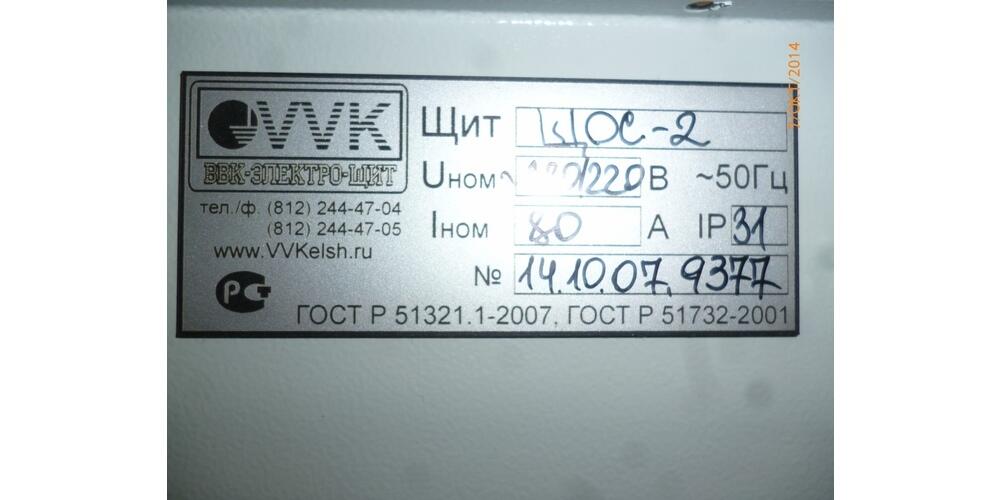 VVK
ВВК-ЭЛЕКТРО-ЩИТ
тел./ф. (812) 244-47-04
(812) 244-47-05
www.VVKelsh.ru
РСТ
Щит ЩОС-2
Uном~ /220 В ~50Гц
Iном 80 А IP 31
№ 14.10.07.9377
ГОСТ Р 51321.1-2007, ГОСТ Р 51732-2001
/2014